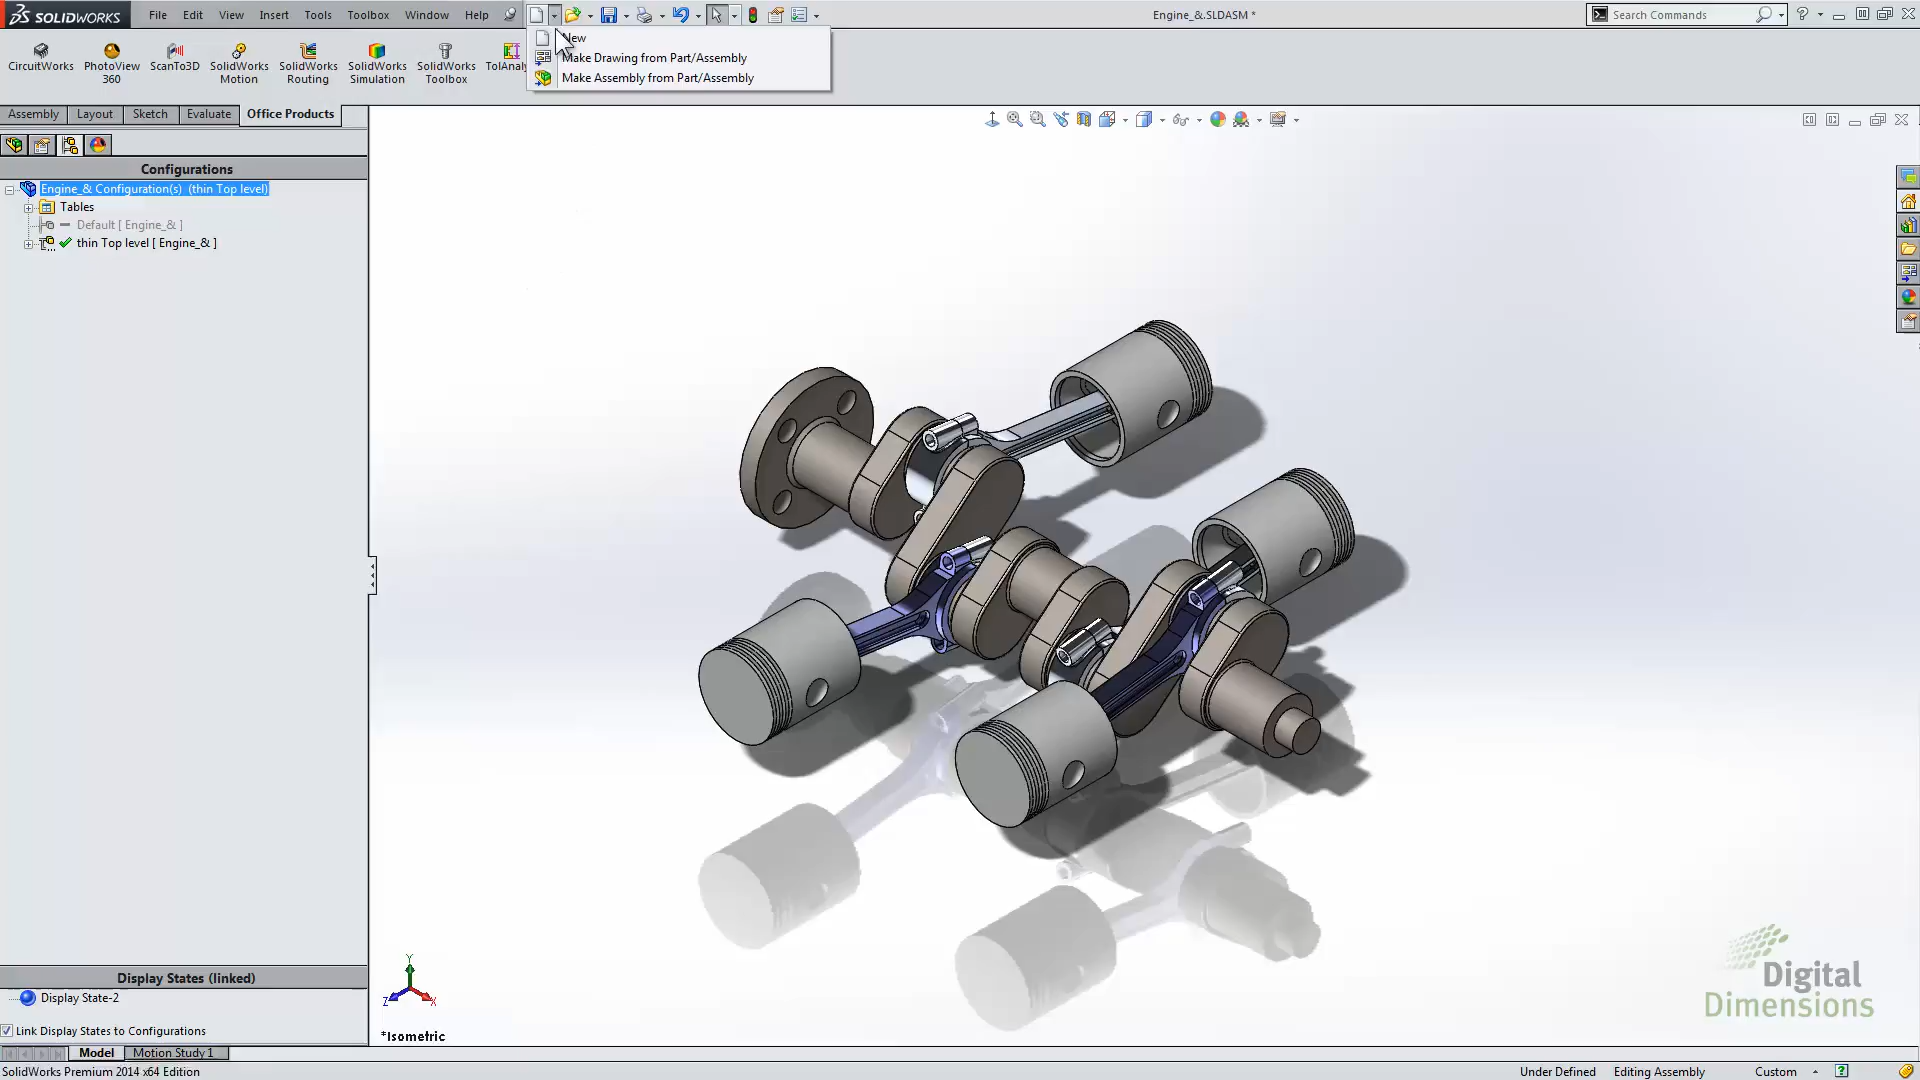 SOLIDWORKS File Edit View Insert Tools Toolbox Window Help Engine_&.SLDASM * Search Commands ?
New
Make Drawing from Part/Assembly
Make Assembly from Part/Assembly
CircuitWorks
PhotoView 360
ScanTo3D
SolidWorks Motion
SolidWorks Routing
SolidWorks Simulation
SolidWorks Toolbox
TolAnaly
Assembly Layout Sketch Evaluate Office Products
Configurations
Engine_& Configuration(s) (thin Top level)
Tables
Default [ Engine_& ]
thin Top level [ Engine_& ]
Y
Z X
*Isometric
Digital
Dimensions
Display States (linked)
Display State-2
Link Display States to Configurations
Model Motion Study 1
SolidWorks Premium 2014 x64 Edition Under Defined Editing Assembly Custom ?